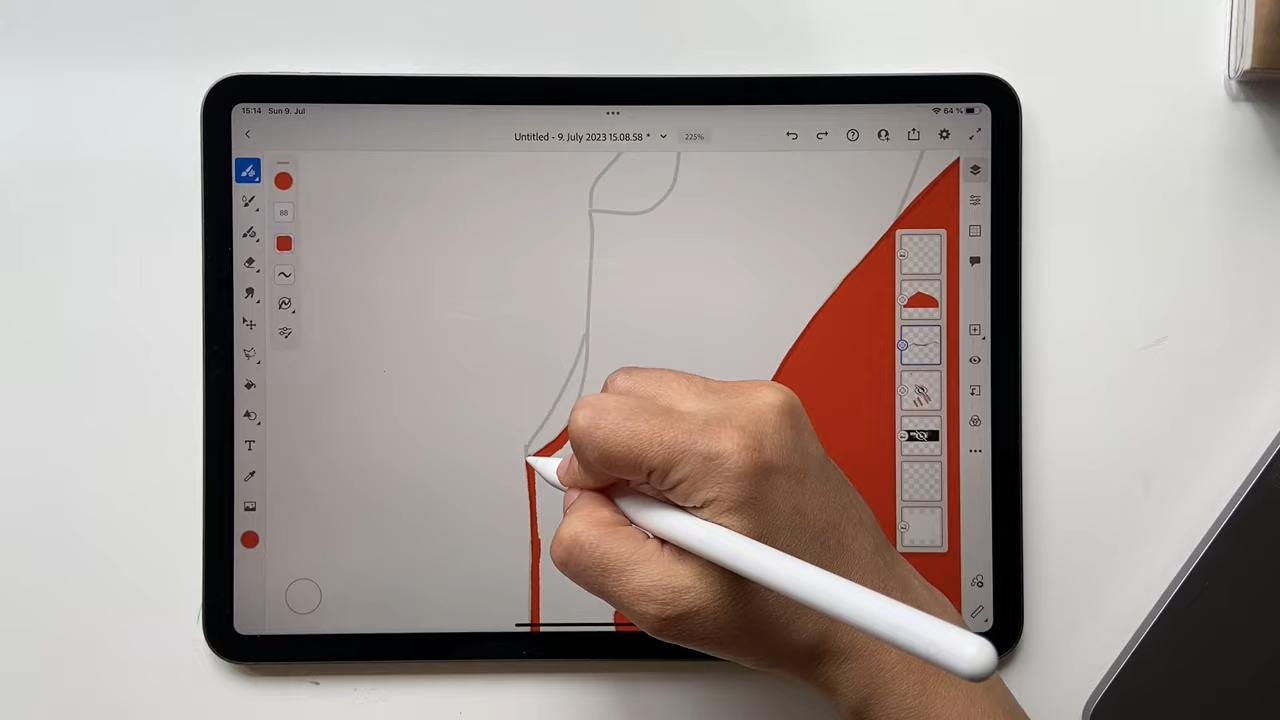 15:14 Sun 9. Jul
64 %
Untitled - 9. July 2023 15.08.58 *
225%
88
T